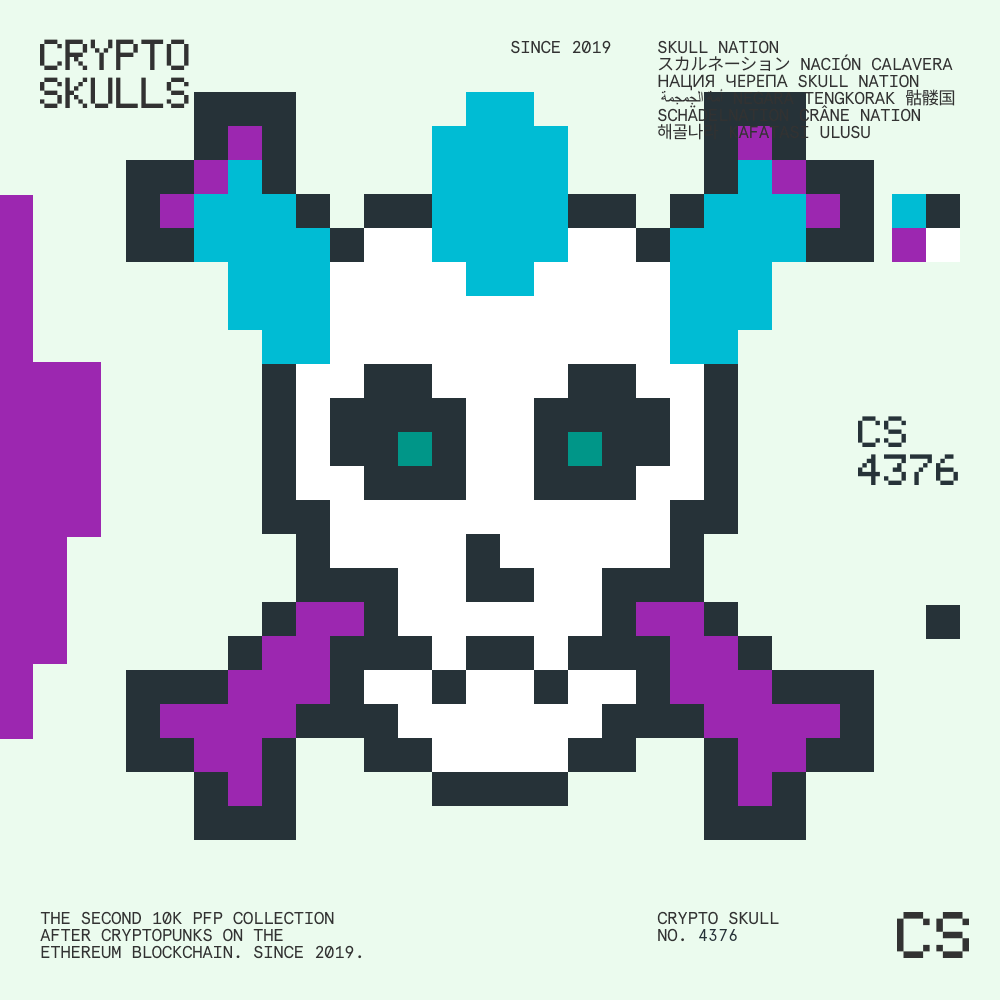 CRYPTO
SKULLS
SINCE 2019
SKULL NATION
スカルネーション NACIÓN CALAVERA
НАЦИЯ ЧЕРЕПА SKULL NATION
TENGKORAK 骷髅国
CRÂNE NATION
ULUSU
CS
4376
THE SECOND 10K PFP COLLECTION
AFTER CRYPTOPUNKS ON THE
ETHEREUM BLOCKCHAIN. SINCE 2019.
CRYPTO SKULL
NO. 4376
CS